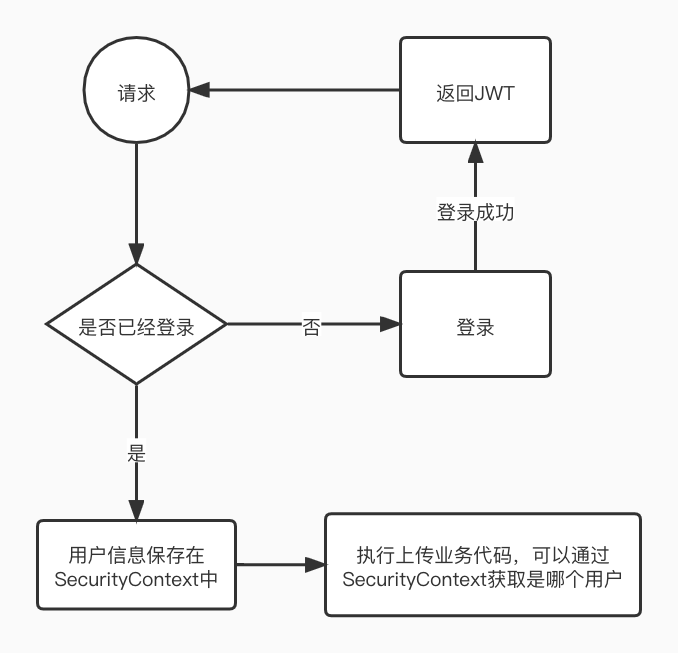 请求
返回JWT
登录成功
是否已经登录
否
登录
是
用户信息保存在
SecurityContext中
执行上传业务代码，可以通过
SecurityContext获取是哪个用户